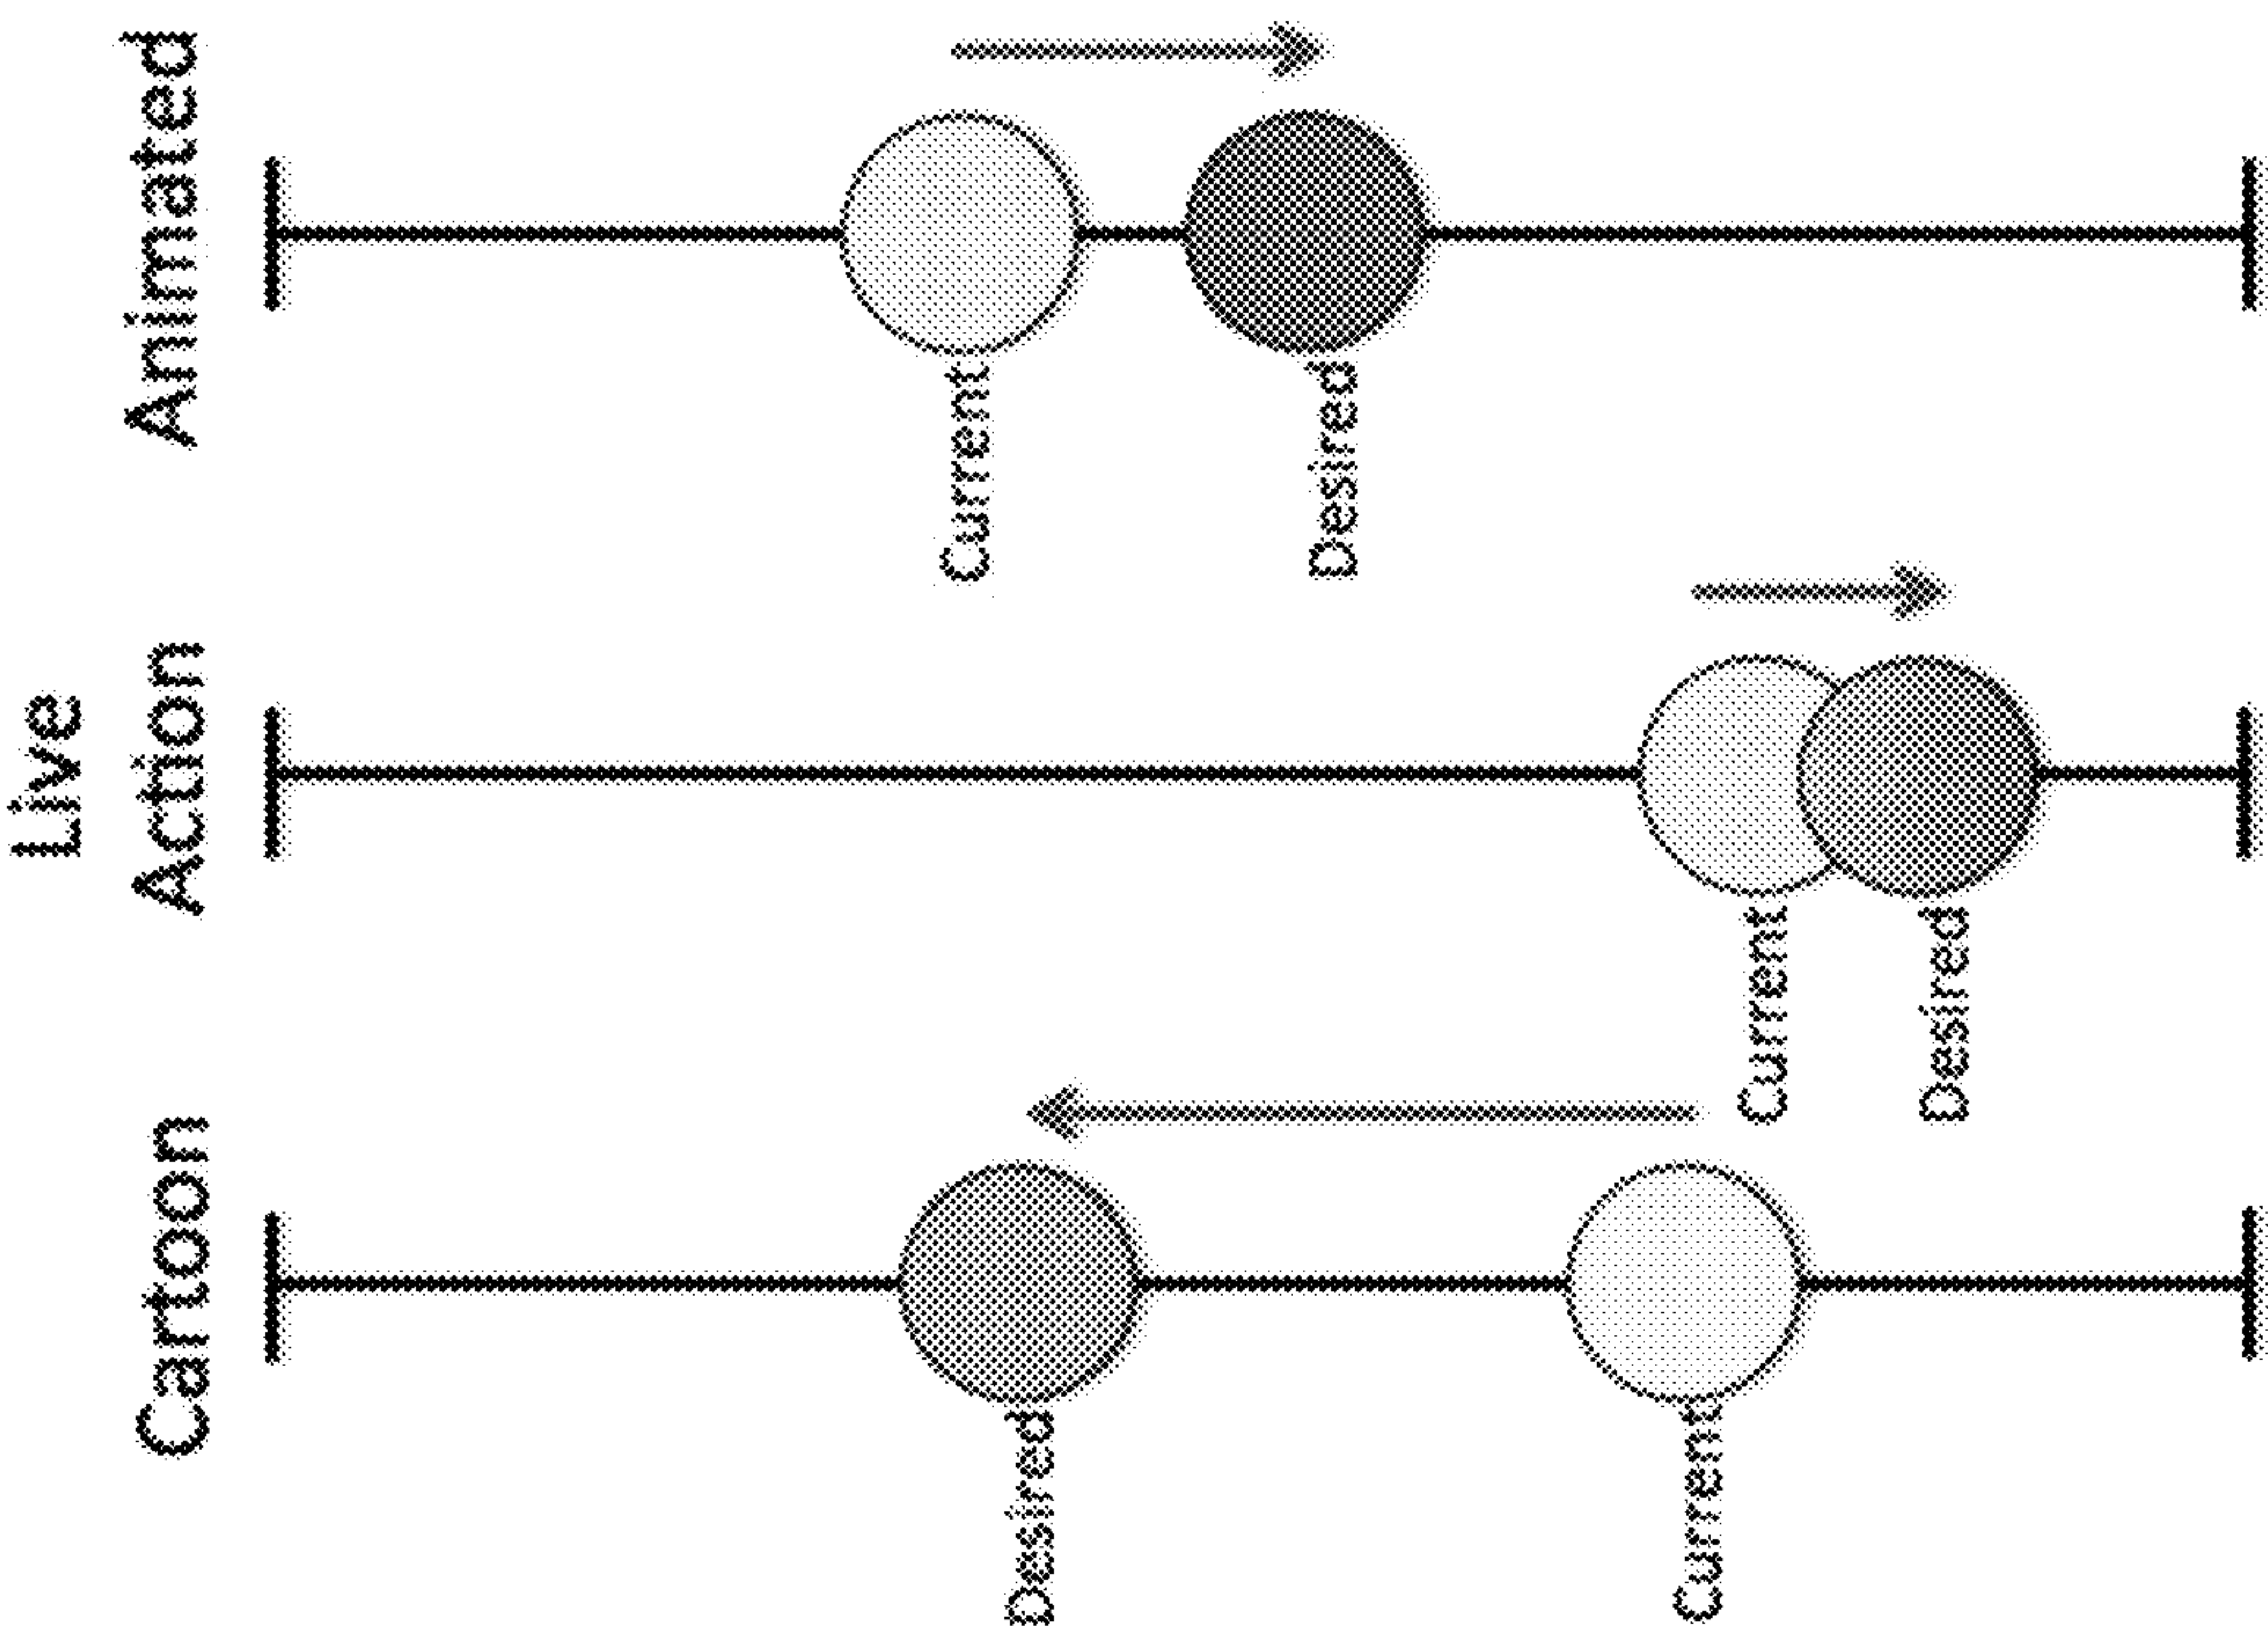 Cartoon
Live
Action
Animated
Desired
Current
Current
Desired
Current
Desired